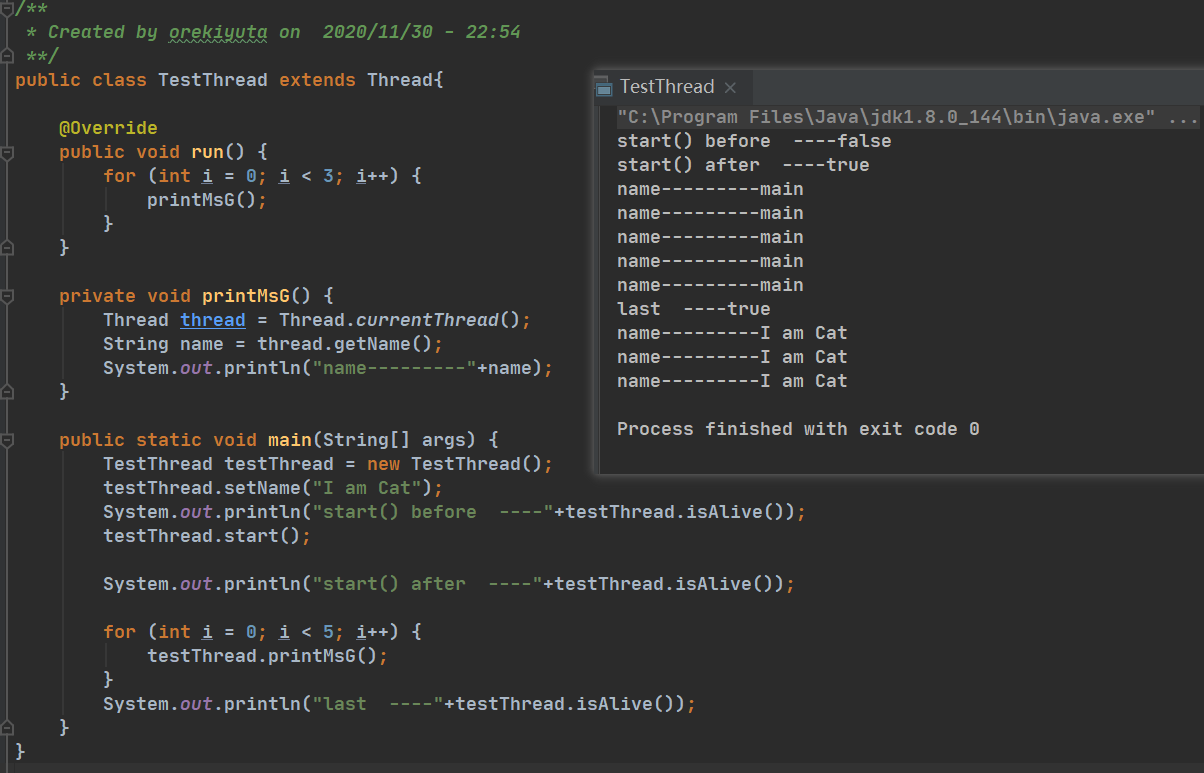 /**
 * Created by orekiyuta on  2020/11/30 - 22:54
 **/
public class TestThread extends Thread{
    @Override
    public void run() {
        for (int i = 0; i < 3; i++) {
            printMsG();
        }
    }
    private void printMsG() {
        Thread thread = Thread.currentThread();
        String name = thread.getName();
        System.out.println("name---------"+name);
    }
    public static void main(String[] args) {
        TestThread testThread = new TestThread();
        testThread.setName("I am Cat");
        System.out.println("start() before  ----"+testThread.isAlive());
        testThread.start();
        System.out.println("start() after  ----"+testThread.isAlive());
        for (int i = 0; i < 5; i++) {
            testThread.printMsG();
        }
        System.out.println("last  ----"+testThread.isAlive());
    }
}
TestThread
"C:\Program Files\Java\jdk1.8.0_144\bin\java.exe" ...
start() before  ----false
start() after  ----true
name---------main
name---------main
name---------main
name---------main
name---------main
last  ----true
name---------I am Cat
name---------I am Cat
name---------I am Cat
Process finished with exit code 0